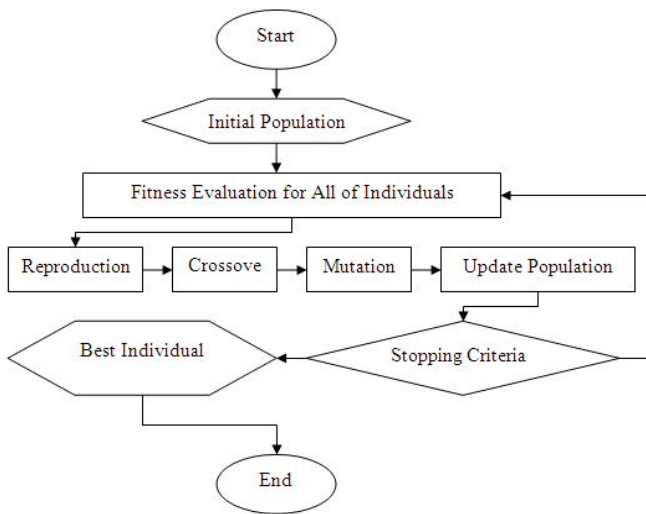 Start
Initial Population
Fitness Evaluation for All of Individuals
Reproduction
Crossove
Mutation
Update Population
Best Individual
Stopping Criteria
End